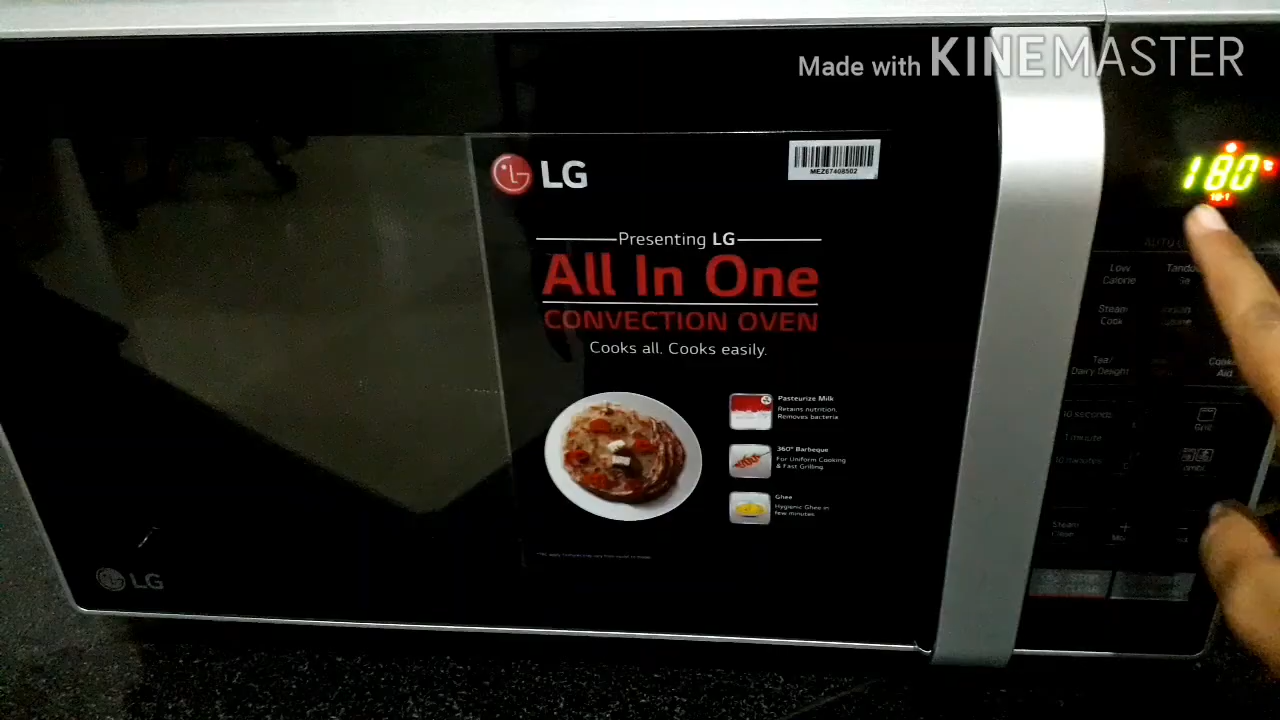 Made with KINEMASTER
LG
MEZ67408502
Presenting LG
All In One
CONVECTION OVEN
Cooks all. Cooks easily.
Pasteurize Milk
Retains nutrition,
Removes bacteria
360° Barbeque
For Uniform Cooking
& Fast Grilling
Ghee
Hygienic Ghee in
few minutes
LG
180°C
Low
Calorie
Steam
Cook
Tea/
Dairy Delight
Aid
10 seconds
1 minute
10 minutes
Grill
Steam
Clean